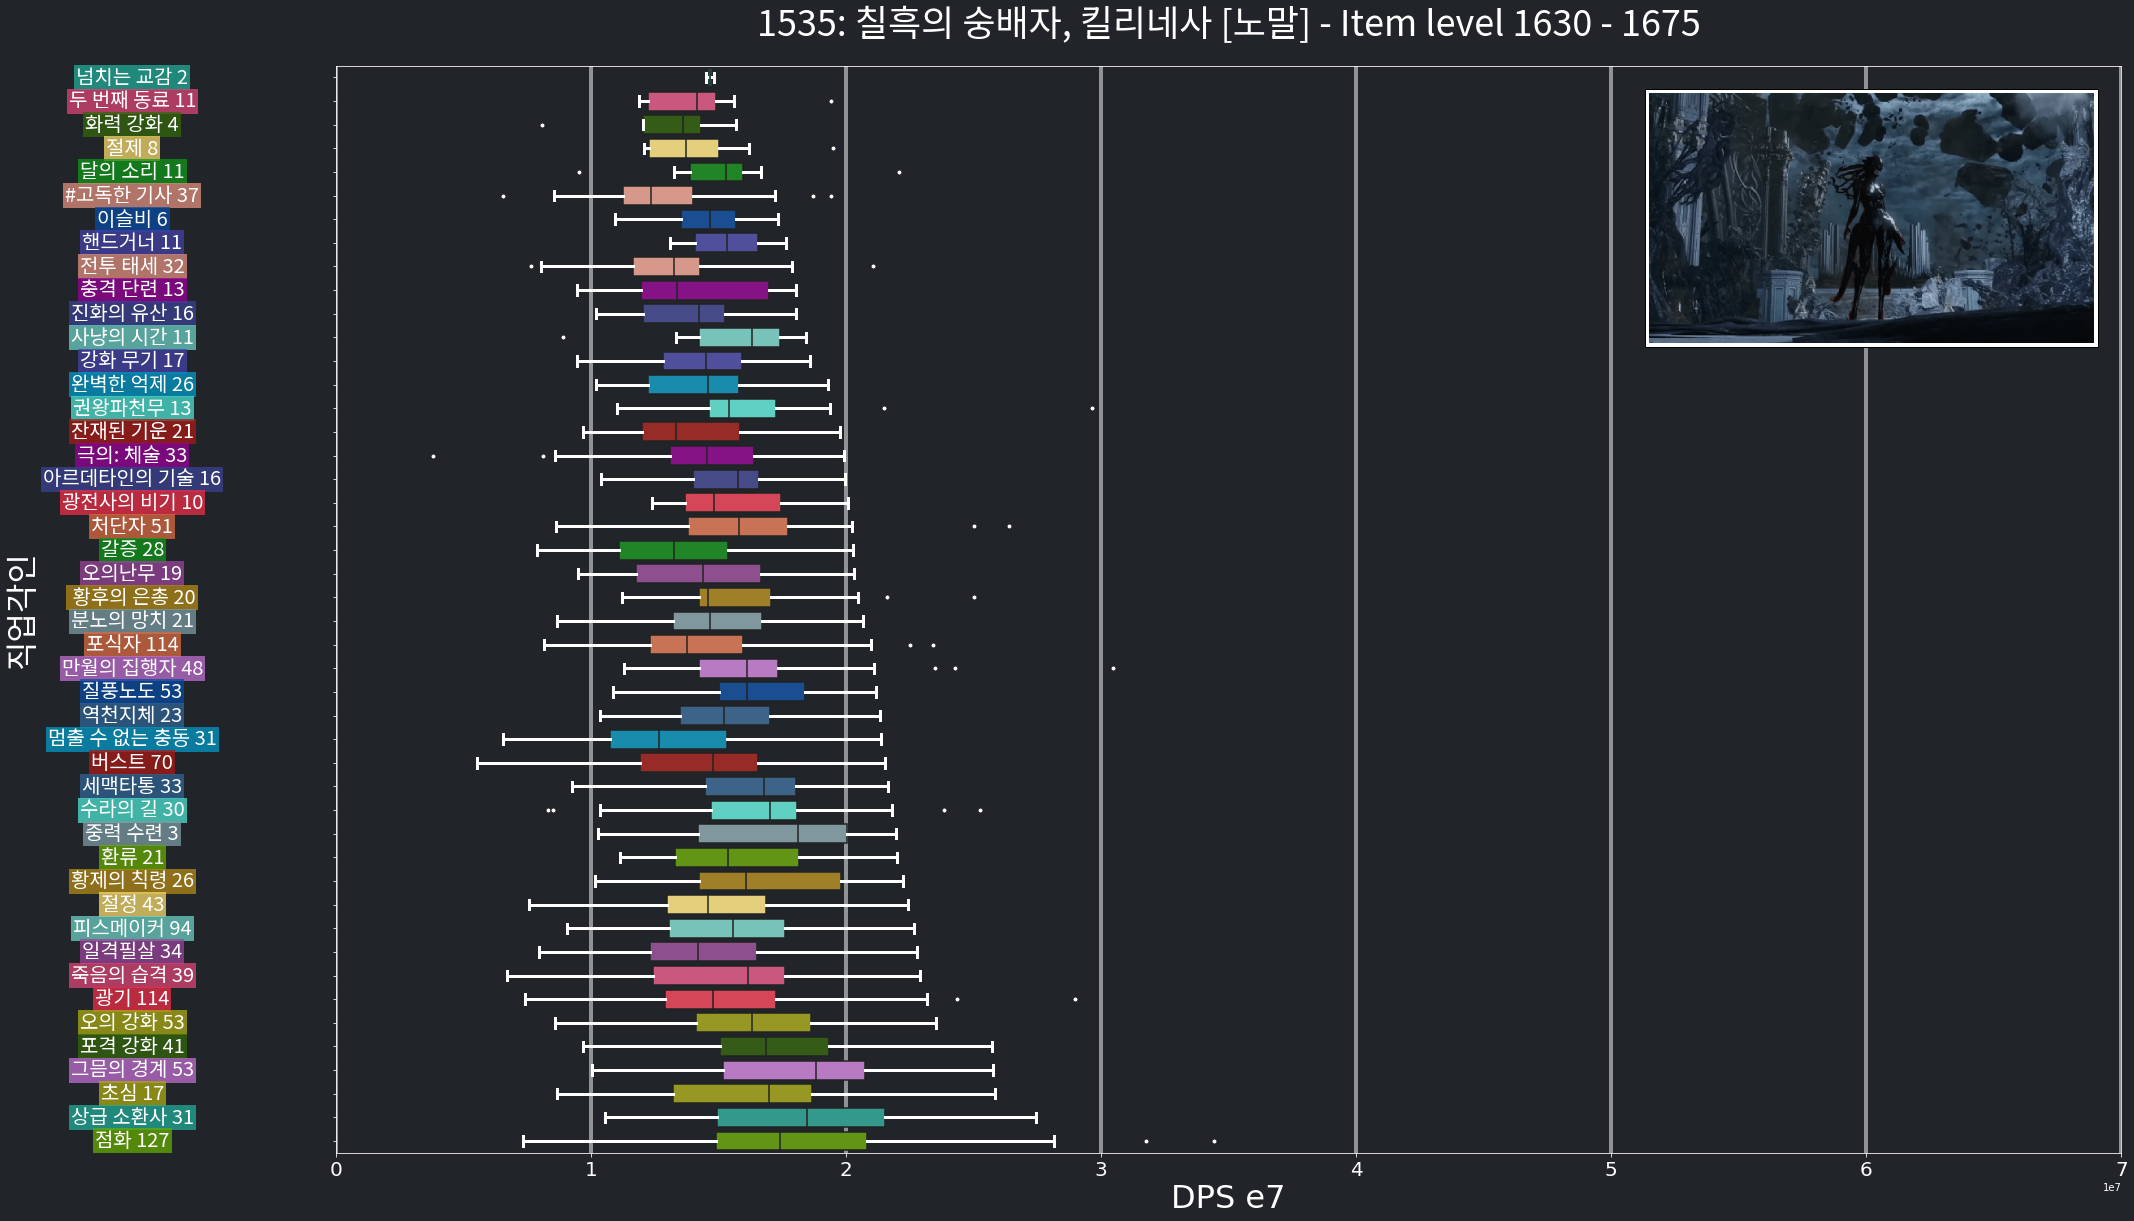 1535: 칠흑의 숭배자, 킬리네사 [노말] - Item level 1630 - 1675
직업각인
넘치는 교감 2
두 번째 동료 11
화력 강화 4
절제 8
달의 소리 11
#고독한 기사 37
이슬비 6
핸드거너 11
전투 태세 32
충격 단련 13
진화의 유산 16
사냥의 시간 11
강화 무기 17
완벽한 억제 26
권왕파천무 13
잔재된 기운 21
극의: 체술 33
아르데타인의 기술 16
광전사의 비기 10
처단자 51
갈증 28
오의난무 19
황후의 은총 20
분노의 망치 21
포식자 114
만월의 집행자 48
질풍노도 53
역천지체 23
멈출 수 없는 충동 31
버스트 70
세맥타통 33
수라의 길 30
중력 수련 3
환류 21
황제의 칙령 26
절정 43
피스메이커 94
일격필살 34
죽음의 습격 39
광기 114
오의 강화 53
포격 강화 41
그믐의 경계 53
초심 17
상급 소환사 31
점화 127
0 1 2 3 4 5 6 7
1e7
DPS e7